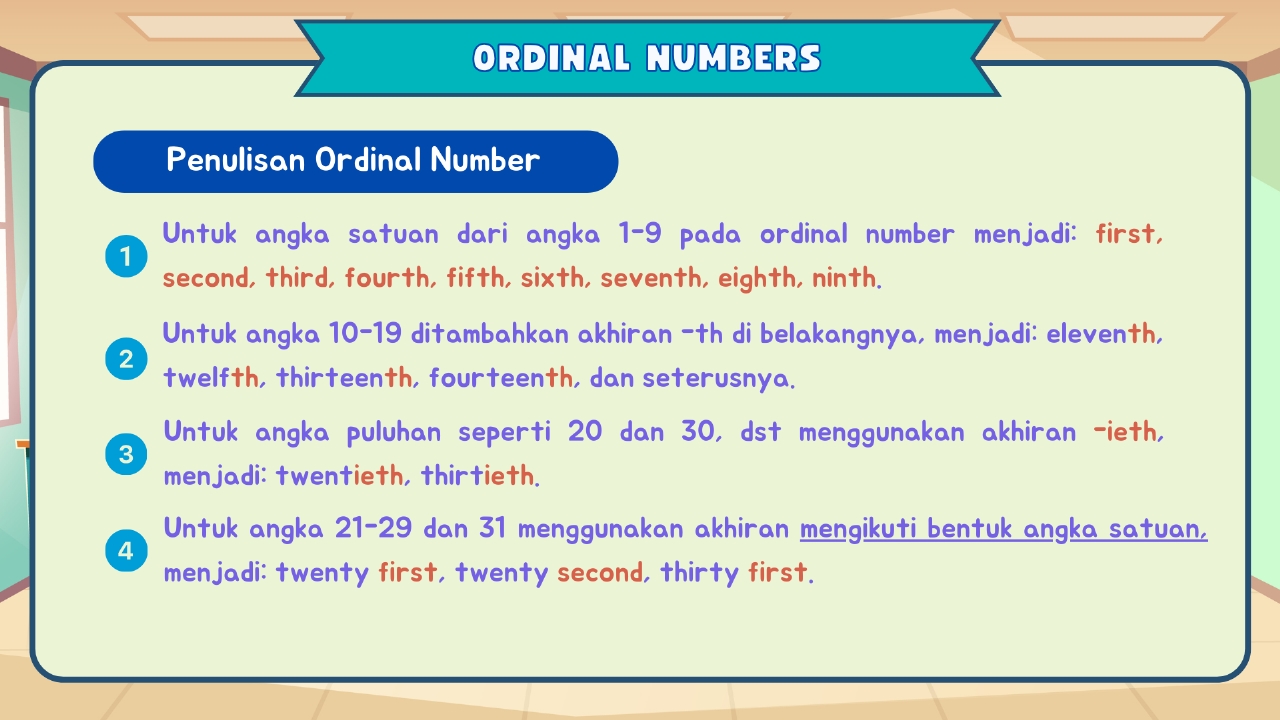 ORDINAL NUMBERS
Penulisan Ordinal Number
1
Untuk angka satuan dari angka 1-9 pada ordinal number menjadi: first,
second, third, fourth, fifth, sixth, seventh, eighth, ninth.
2
Untuk angka 10-19 ditambahkan akhiran -th di belakangnya, menjadi: eleventh,
twelfth, thirteenth, fourteenth, dan seterusnya.
3
Untuk angka puluhan seperti 20 dan 30, dst menggunakan akhiran -ieth,
menjadi: twentieth, thirtieth.
4
Untuk angka 21-29 dan 31 menggunakan akhiran mengikuti bentuk angka satuan,
menjadi: twenty first, twenty second, thirty first.